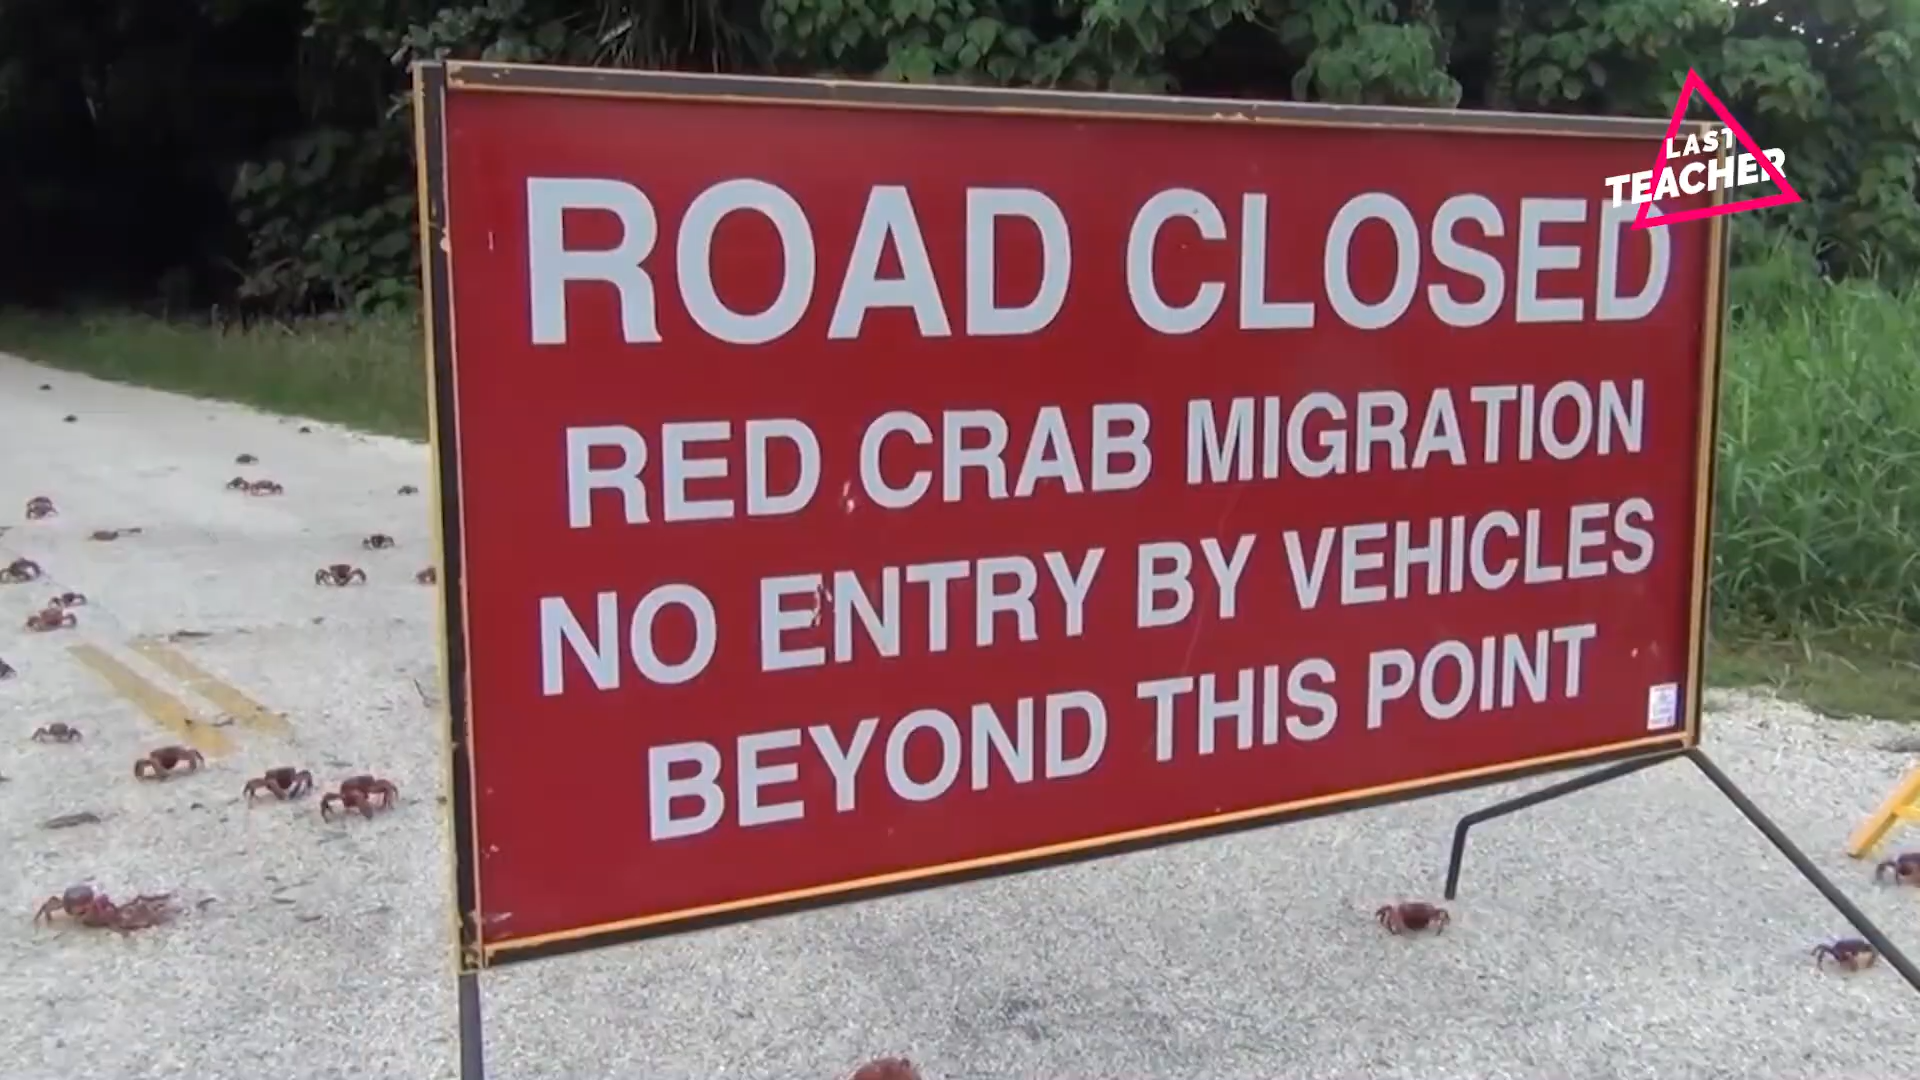 LAST
TEACHER
ROAD CLOSED
RED CRAB MIGRATION
NO ENTRY BY VEHICLES
BEYOND THIS POINT